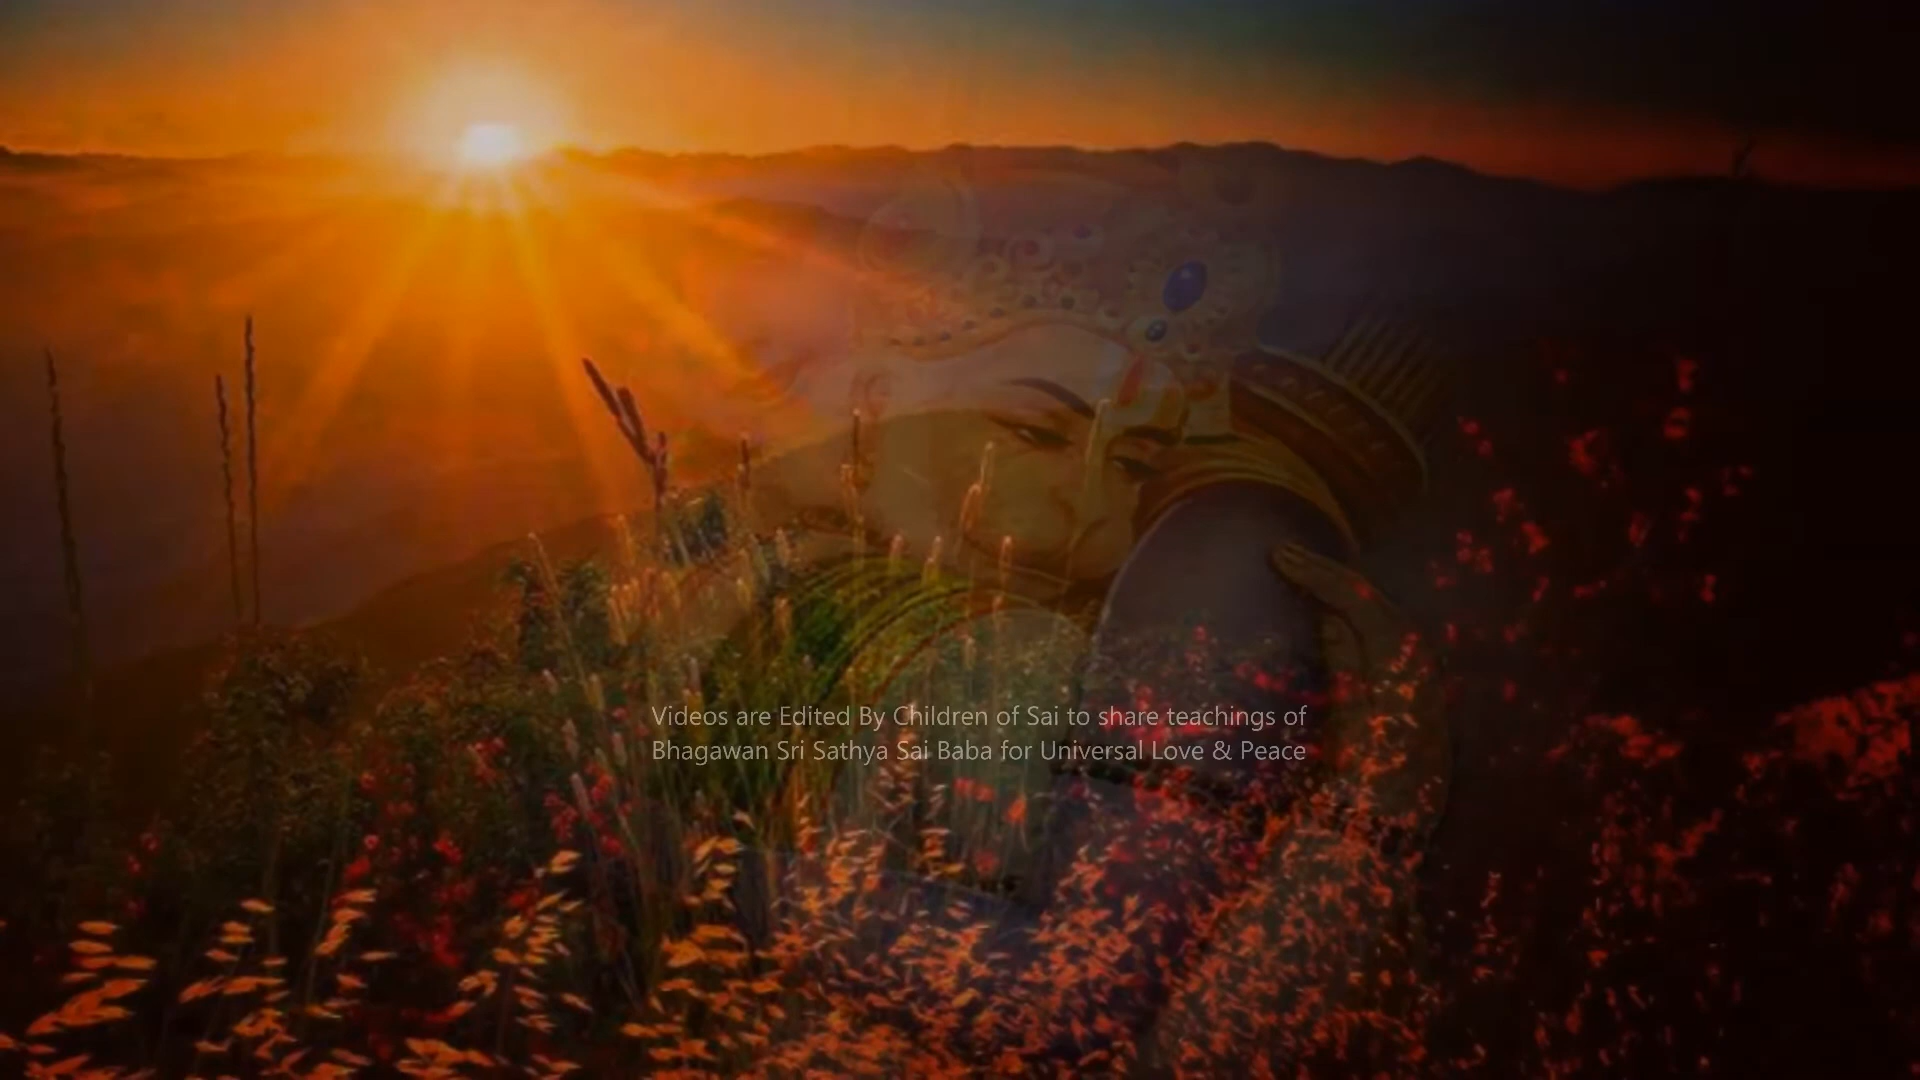 Videos are Edited By Children of Sai to share teachings of
Bhagawan Sri Sathya Sai Baba for Universal Love & Peace